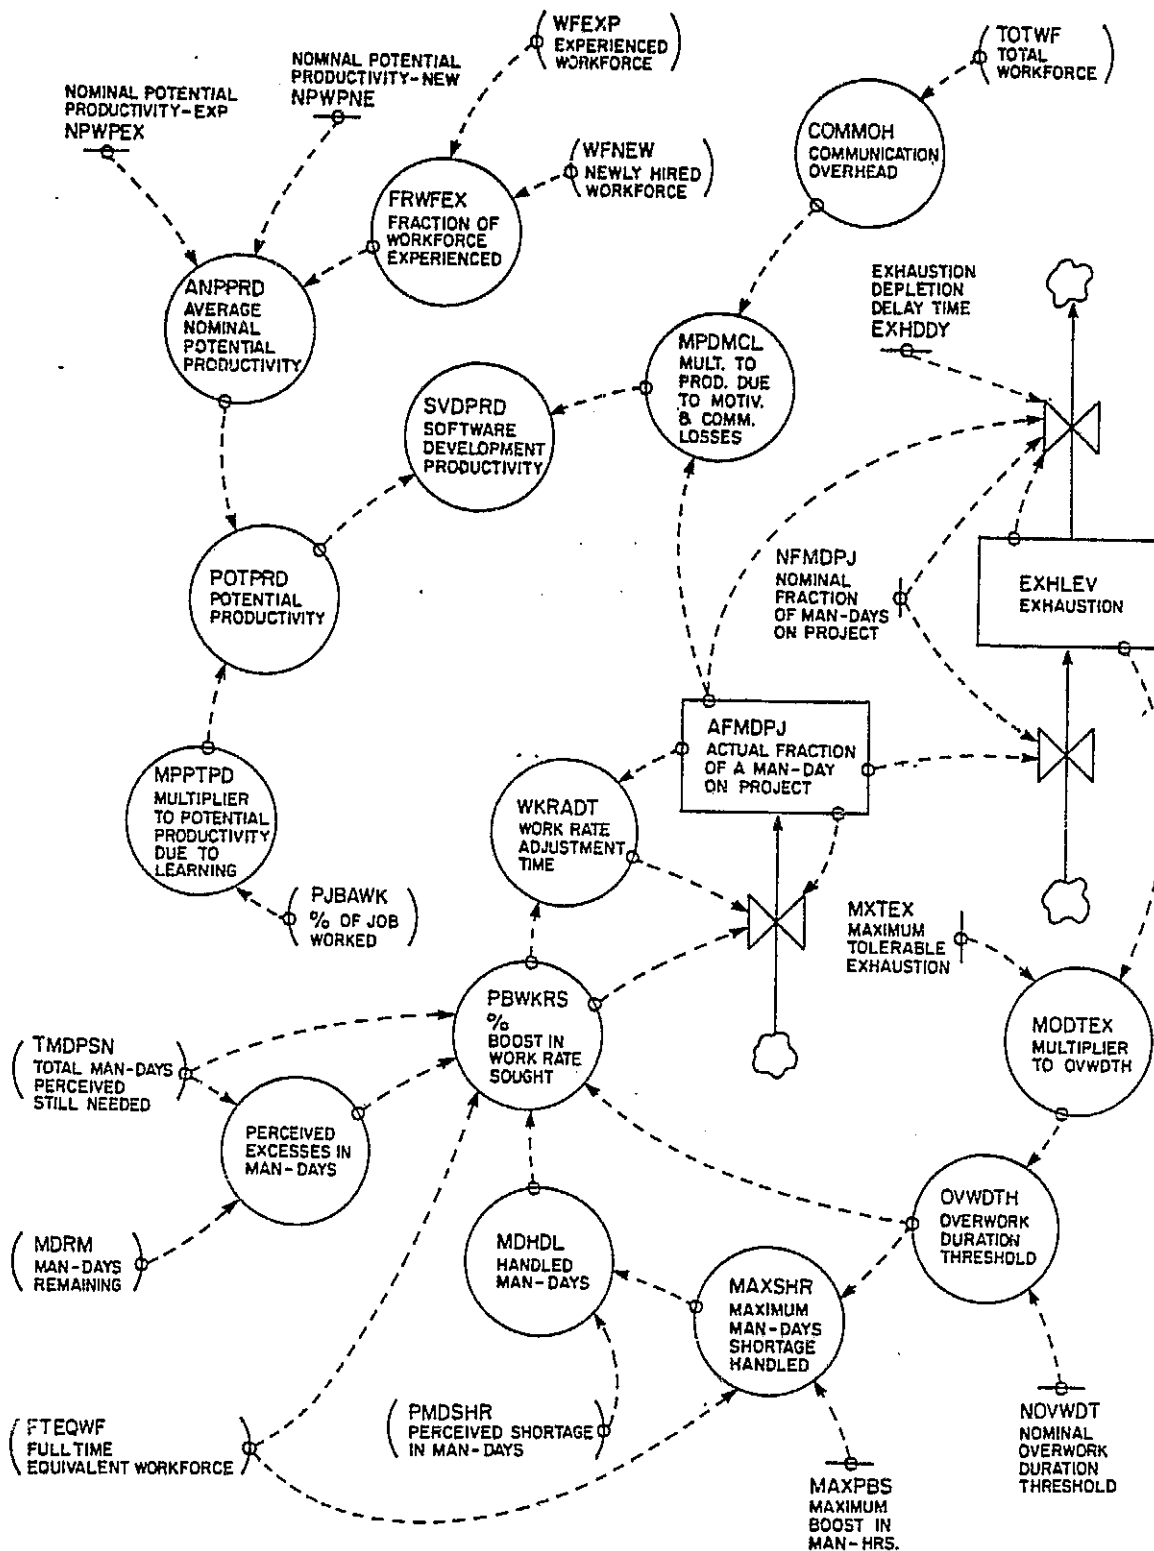 WFEXP
EXPERIENCED
WORKFORCE
TOTWF
TOTAL
WORKFORCE
NOMINAL POTENTIAL
PRODUCTIVITY-NEW
NPWPNE
NOMINAL POTENTIAL
PRODUCTIVITY-EXP
NPWPEX
COMMOH
COMMUNICATION
OVERHEAD
WFNEW
NEWLY HIRED
WORKFORCE
FRWFEX
FRACTION OF
WORKFORCE
EXPERIENCED
ANPPRD
AVERAGE
NOMINAL
POTENTIAL
PRODUCTIVITY
EXHAUSTION
DEPLETION
DELAY TIME
EXHDDY
MPDMCL
MULT. TO
PROD. DUE
TO MOTIV.
& COMM.
LOSSES
SVDPRD
SOFTWARE
DEVELOPMENT
PRODUCTIVITY
POTPRD
POTENTIAL
PRODUCTIVITY
NFMDPJ
NOMINAL
FRACTION
OF MAN-DAYS
ON PROJECT
EXHLEV
EXHAUSTION
AFMDPJ
ACTUAL FRACTION
OF A MAN-DAY
ON PROJECT
MPPTPD
MULTIPLIER
TO POTENTIAL
PRODUCTIVITY
DUE TO
LEARNING
WKRADT
WORK RATE
ADJUSTMENT
TIME
PJBAWK
% OF JOB
WORKED
MXTEX
MAXIMUM
TOLERABLE
EXHAUSTION
PBWKRS
%
BOOST IN
WORK RATE
SOUGHT
MODTEX
MULTIPLIER
TO OVWDTH
TMDPSN
TOTAL MAN-DAYS
PERCEIVED
STILL NEEDED
PERCEIVED
EXCESSES IN
MAN-DAYS
OVWDTH
OVERWORK
DURATION
THRESHOLD
MDRM
MAN-DAYS
REMAINING
MDHDL
HANDLED
MAN-DAYS
MAXSHR
MAXIMUM
MAN-DAYS
SHORTAGE
HANDLED
FTEQWF
FULL TIME
EQUIVALENT WORKFORCE
PMDSHR
PERCEIVED SHORTAGE
IN MAN-DAYS
NOVWDT
NOMINAL
OVERWORK
DURATION
THRESHOLD
MAXPBS
MAXIMUM
BOOST IN
MAN-HRS.